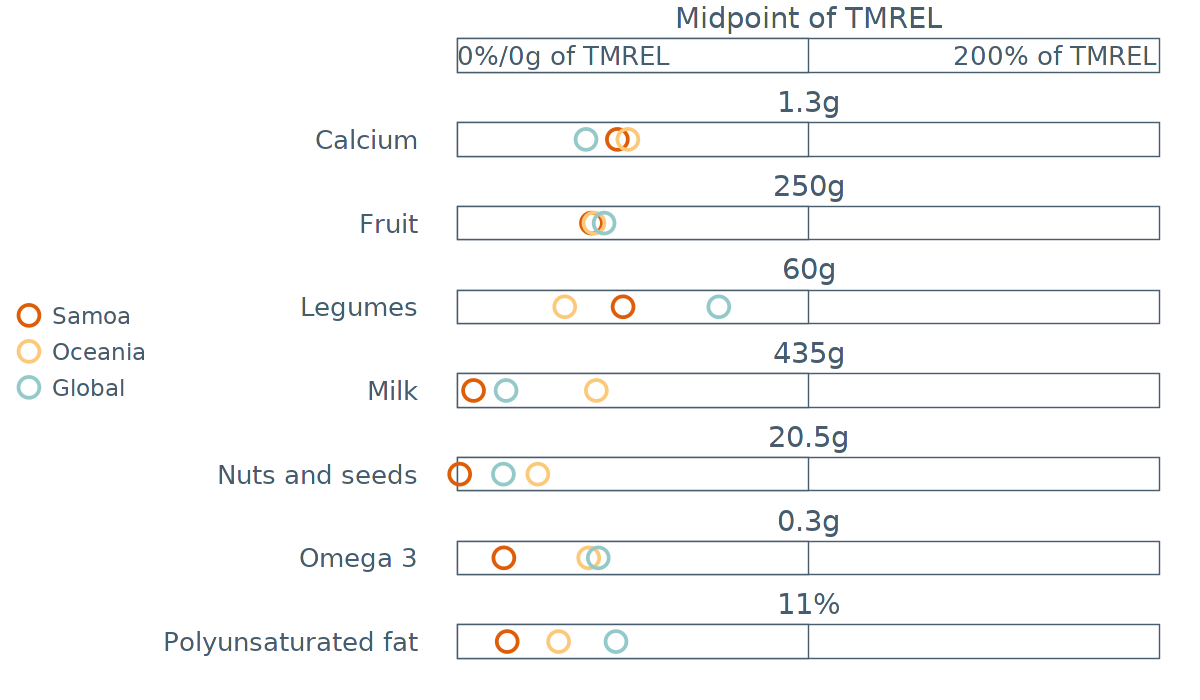 Midpoint of TMREL
0%/0g of TMREL 200% of TMREL
1.3g
Calcium
250g
Fruit
60g
Legumes
Samoa
Oceania
Global
435g
Milk
20.5g
Nuts and seeds
0.3g
Omega 3
11%
Polyunsaturated fat